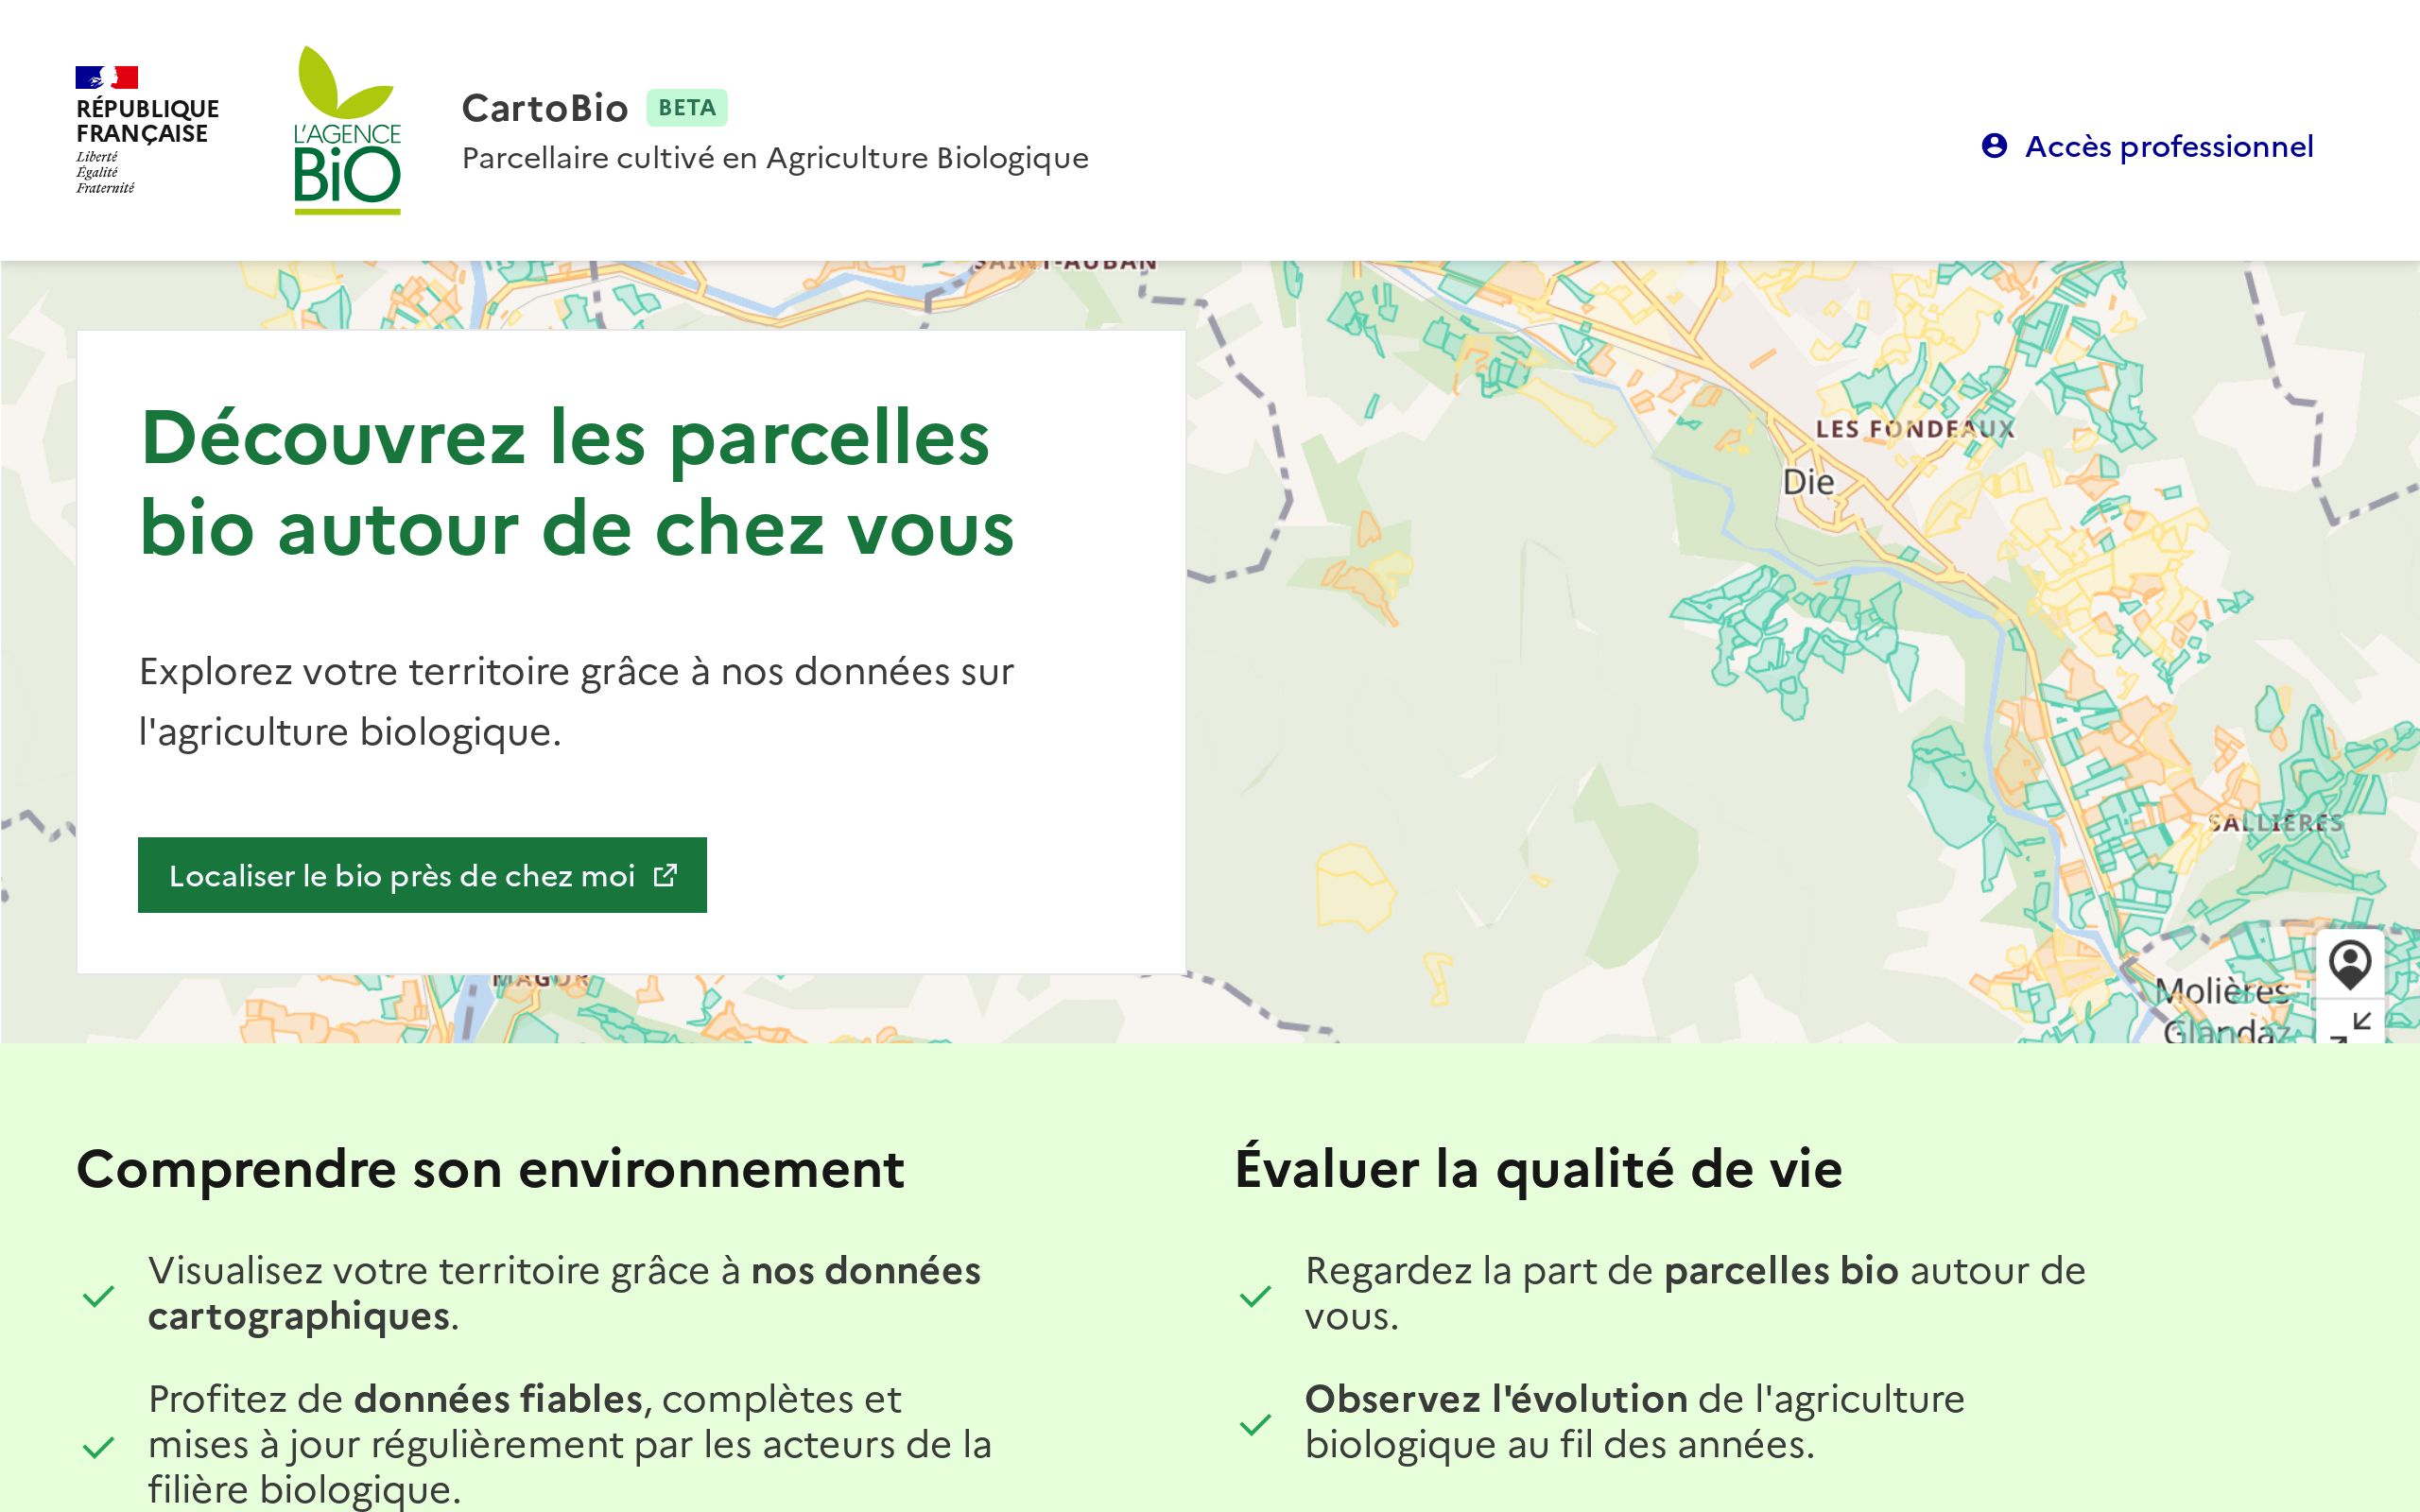 RÉPUBLIQUE
FRANÇAISE
Liberté
Égalité
Fraternité
L'AGENCE
BiO
CartoBio BETA
Parcellaire cultivé en Agriculture Biologique
Accès professionnel
SAINT-AUBAN
Découvrez les parcelles
bio autour de chez vous
Explorez votre territoire grâce à nos données sur
l'agriculture biologique.
Localiser le bio près de chez moi
LES FONDEAUX
Die
SALLIÈRES
MAGOR
Molières
Glandaz
Comprendre son environnement
Visualisez votre territoire grâce à nos données
cartographiques.
Profitez de données fiables, complètes et
mises à jour régulièrement par les acteurs de la
filière biologique.
Évaluer la qualité de vie
Regardez la part de parcelles bio autour de
vous.
Observez l'évolution de l'agriculture
biologique au fil des années.